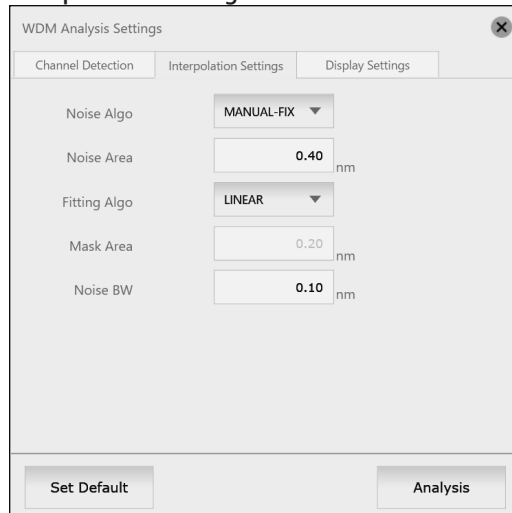 WDM Analysis Settings
Channel Detection Interpolation Settings Display Settings
Noise Algo MANUAL-FIX
Noise Area 0.40 nm
Fitting Algo LINEAR
Mask Area 0.20 nm
Noise BW 0.10 nm
Set Default Analysis